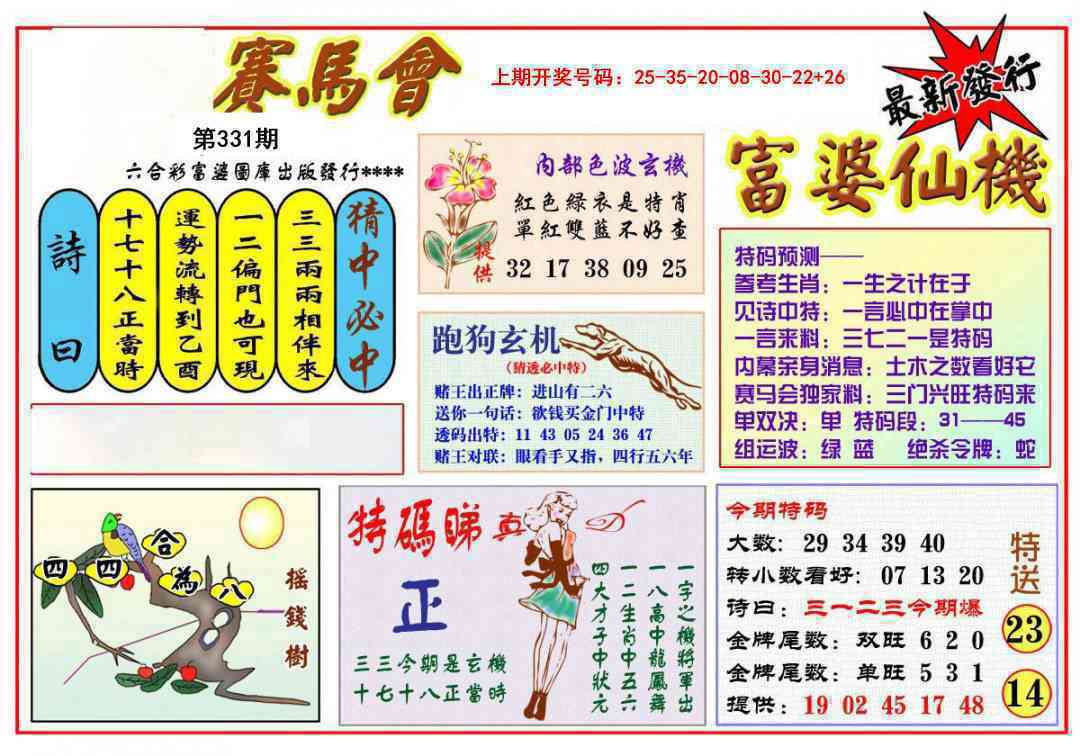 賽馬會
上期开奖号码：25-35-20-08-30-22+26
最新發行
第331期
六合彩富婆圖庫出版發行****
富婆仙機
詩曰
十七十八正當時
運勢流轉到乙酉
一二偏門也可現
三三兩兩相伴來
猜中必中
內部色波玄機
紅色綠衣是特肖
單紅雙藍不好查
提供
32 17 38 09 25
跑狗玄机
（猜透必中特）
赌王出正牌：进山有二六
送你一句话：欲钱买金门中特
透码出特：11 43 05 24 36 47
赌王对联：眼看手又指，四行五六年
特码预测——
参考生肖：一生之计在于
见诗中特：一言必中在掌中
一言来料：三七二一是特码
内幕亲身消息：土木之数看好它
赛马会独家料：三门兴旺特码来
单双决：单 特码段：31——45
组运波：绿 蓝 绝杀令牌：蛇
四四合為八
搖錢樹
特碼睇真D
正
三三今期是玄機
十七十八正當時
一字之機將軍出
一八高中龍鳳舞
一二生肖中五六
四大才子中狀元
今期特码
大数：29 34 39 40
转小数看好：07 13 20
诗曰：三一二三今期爆
金牌尾数：双旺 6 2 0
金牌尾数：单旺 5 3 1
提供：19 02 45 17 48
特送
23
14